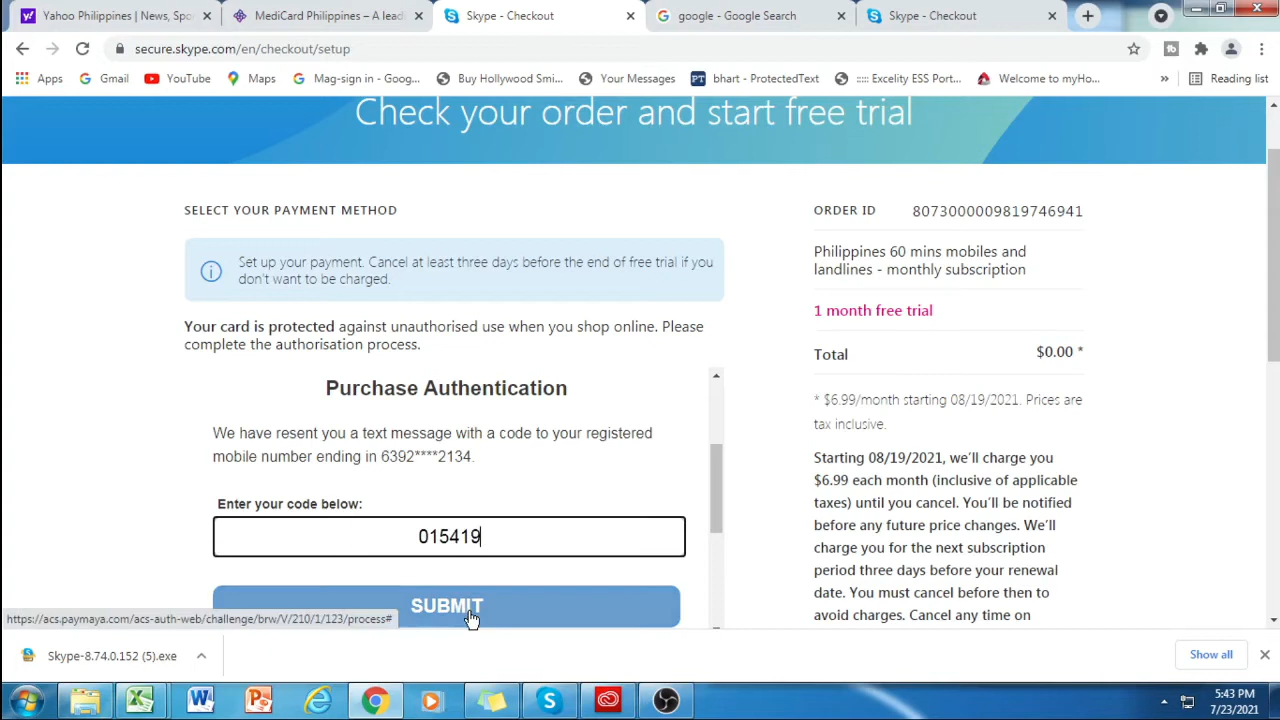 Yahoo Philippines | News, Spo
MediCard Philippines – A lead
Skype - Checkout
google - Google Search
Skype - Checkout
secure.skype.com/en/checkout/setup
Apps
Gmail
YouTube
Maps
Mag-sign in - Goog...
Buy Hollywood Smi...
Your Messages
PT
bhart - ProtectedText
:::: Excelity ESS Port...
Welcome to myHo...
»
Reading list
Check your order and start free trial
SELECT YOUR PAYMENT METHOD
Set up your payment. Cancel at least three days before the end of free trial if you
don't want to be charged.
Your card is protected against unauthorised use when you shop online. Please
complete the authorisation process.
Purchase Authentication
We have resent you a text message with a code to your registered
mobile number ending in 6392****2134.
Enter your code below:
015419
SUBMIT
ORDER ID 8073000009819746941
Philippines 60 mins mobiles and
landlines - monthly subscription
1 month free trial
Total $0.00 *
* $6.99/month starting 08/19/2021. Prices are
tax inclusive.
Starting 08/19/2021, we'll charge you
$6.99 each month (inclusive of applicable
taxes) until you cancel. You'll be notified
before any future price changes. We'll
charge you for the next subscription
period three days before your renewal
date. You must cancel before then to
avoid charges. Cancel any time on
https://acs.paymaya.com/acs-auth-web/challenge/brw/V/210/1/123/process#
Skype-8.74.0.152 (5).exe
Show all
5:43 PM
7/23/2021